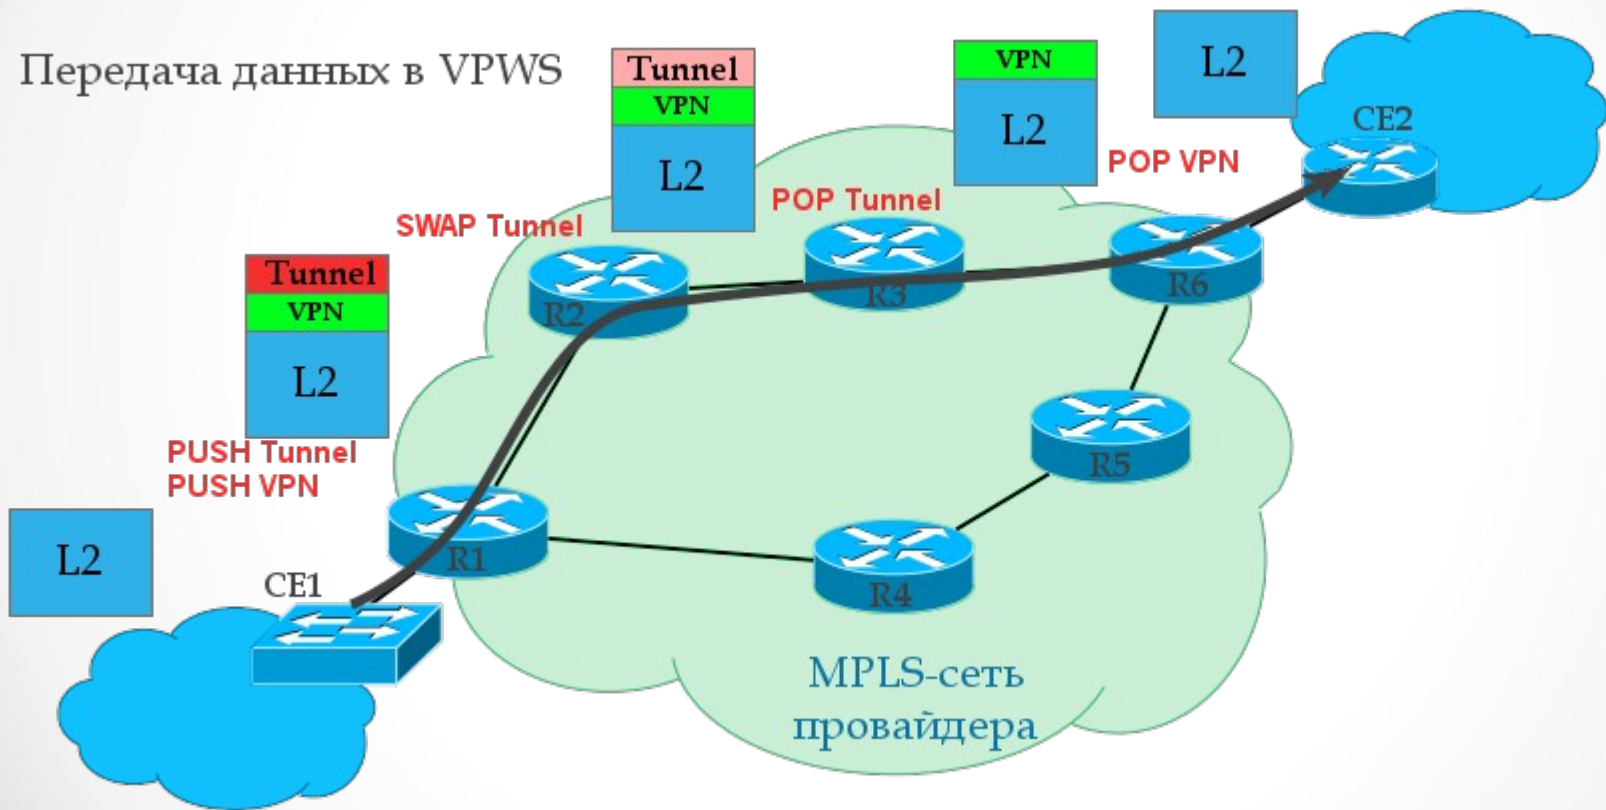 Передача данных в VPWS
Tunnel
VPN
L2
VPN
L2
L2
CE2
POP VPN
POP Tunnel
SWAP Tunnel
Tunnel
VPN
L2
R2
R3
R6
PUSH Tunnel
PUSH VPN
R5
L2
R1
CE1
R4
MPLS-сеть
провайдера